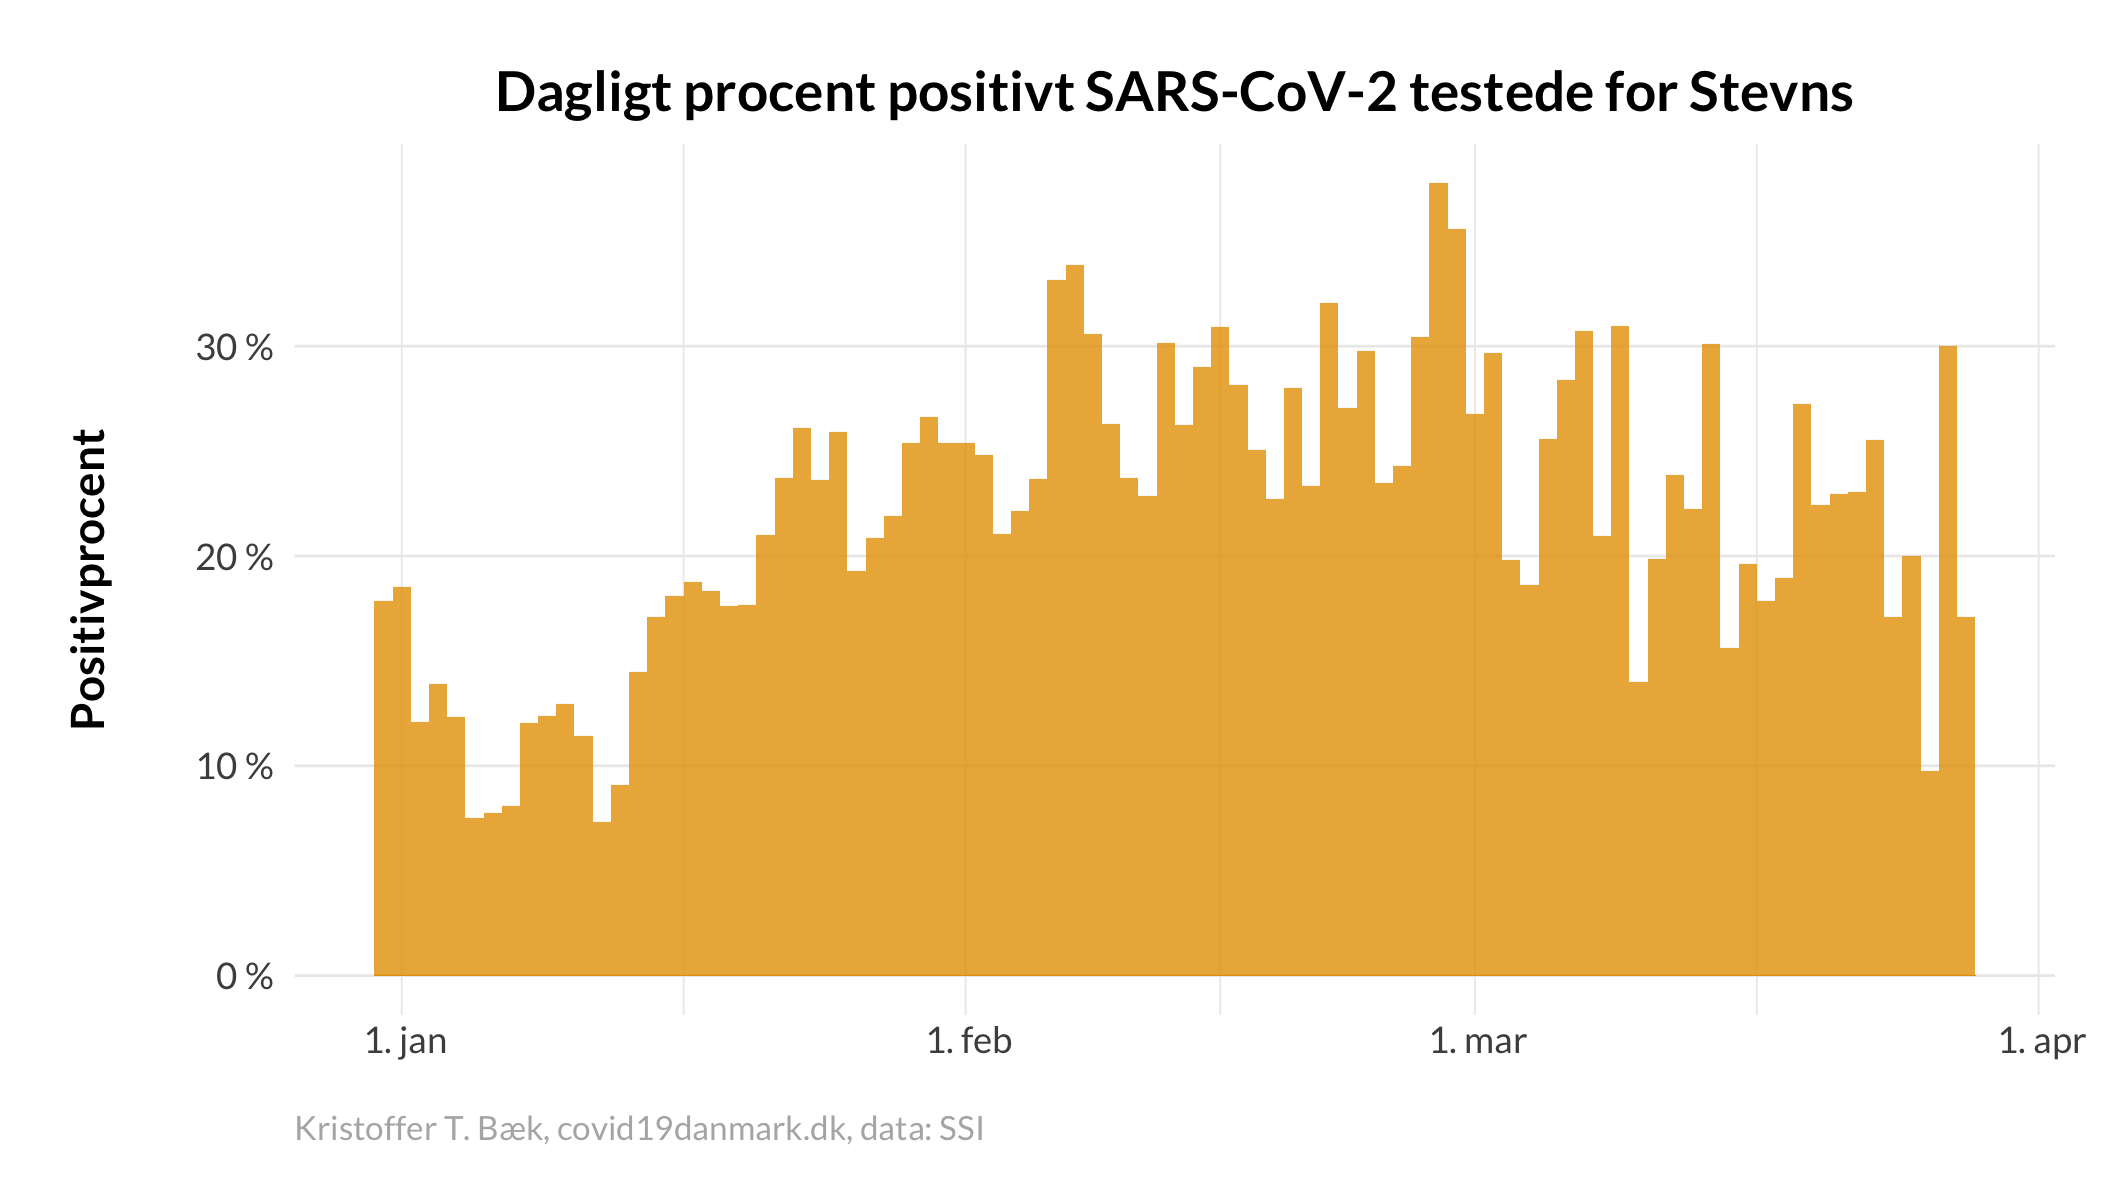 Dagligt procent positivt SARS-CoV-2 testede for Stevns
Positivprocent
30 %
20 %
10 %
0 %
1. jan
1. feb
1. mar
1. apr
Kristoffer T. Bæk, covid19danmark.dk, data: SSI